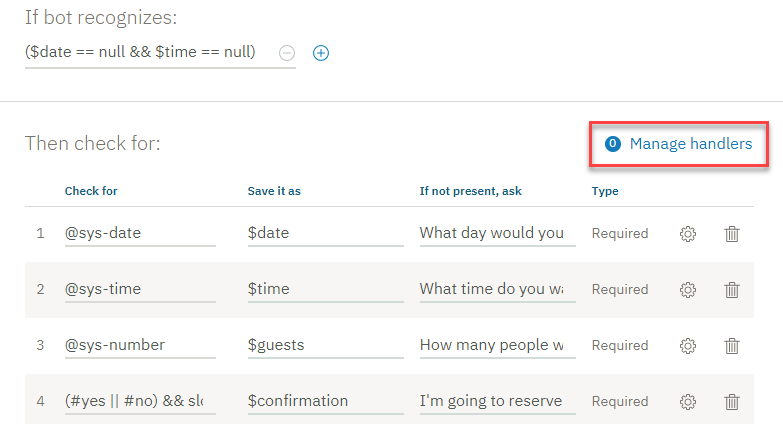 If bot recognizes:
($date == null && $time == null)
Then check for:
0 Manage handlers
Check for Save it as If not present, ask Type
1 @sys-date $date What day would you Required
2 @sys-time $time What time do you Required
3 @sys-number $guests How many people Required
4 (#yes || #no) && $confirmation I'm going to reserve Required